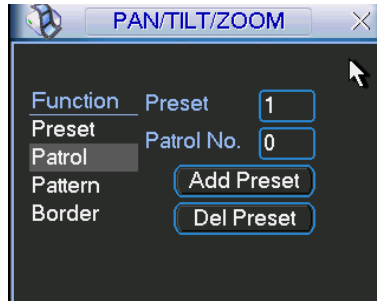 PAN/TILT/ZOOM
Function
Preset
Patrol
Pattern
Border
Preset 1
Patrol No. 0
Add Preset
Del Preset